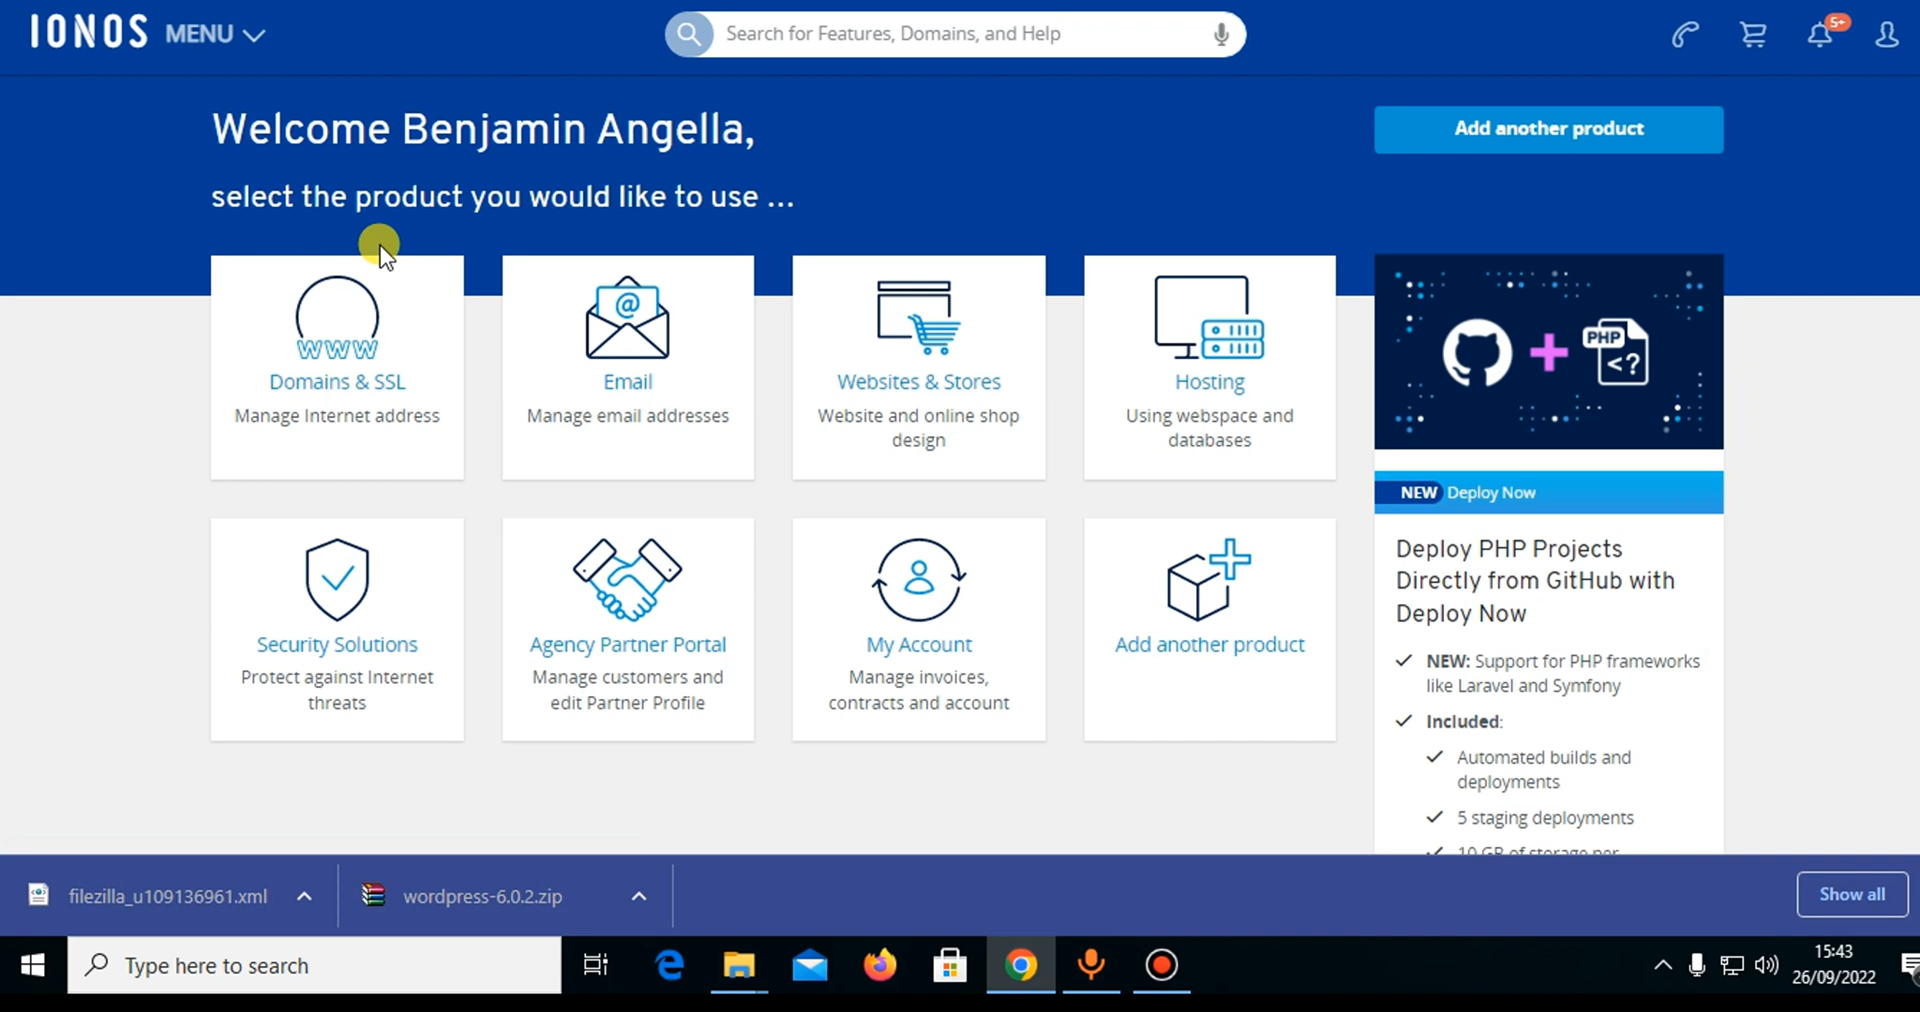 IONOS MENU
Search for Features, Domains, and Help
5+
Welcome Benjamin Angella,
Add another product
select the product you would like to use ...
www
Domains & SSL
Manage Internet address
@
Email
Manage email addresses
Websites & Stores
Website and online shop
design
Hosting
Using webspace and
databases
PHP
<?
NEW Deploy Now
Deploy PHP Projects
Directly from GitHub with
Deploy Now
NEW: Support for PHP frameworks
like Laravel and Symfony
Included:
Automated builds and
deployments
5 staging deployments
10 GB of storage per
Security Solutions
Protect against Internet
threats
Agency Partner Portal
Manage customers and
edit Partner Profile
My Account
Manage invoices,
contracts and account
Add another product
filezilla_u109136961.xml
wordpress-6.0.2.zip
Show all
Type here to search
15:43
26/09/2022